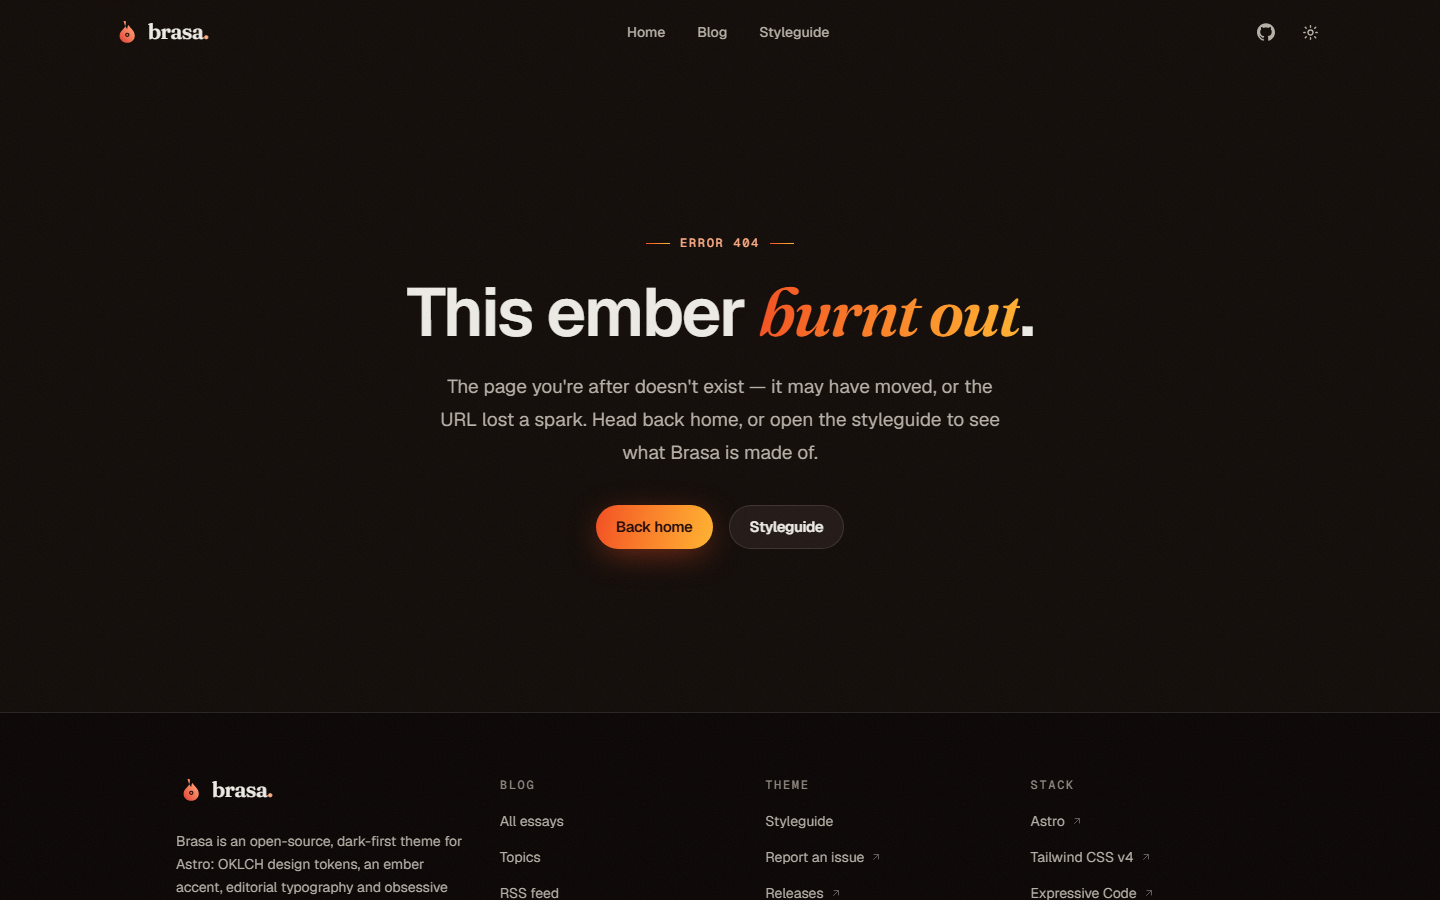 brasa.
Home
Blog
Styleguide
ERROR 404
This ember burnt out.
The page you're after doesn't exist — it may have moved, or the
URL lost a spark. Head back home, or open the styleguide to see
what Brasa is made of.
Back home
Styleguide
brasa.
Brasa is an open-source, dark-first theme for
Astro: OKLCH design tokens, an ember
accent, editorial typography and obsessive
BLOG
All essays
Topics
RSS feed
THEME
Styleguide
Report an issue ↗
Releases ↗
STACK
Astro ↗
Tailwind CSS v4 ↗
Expressive Code ↗